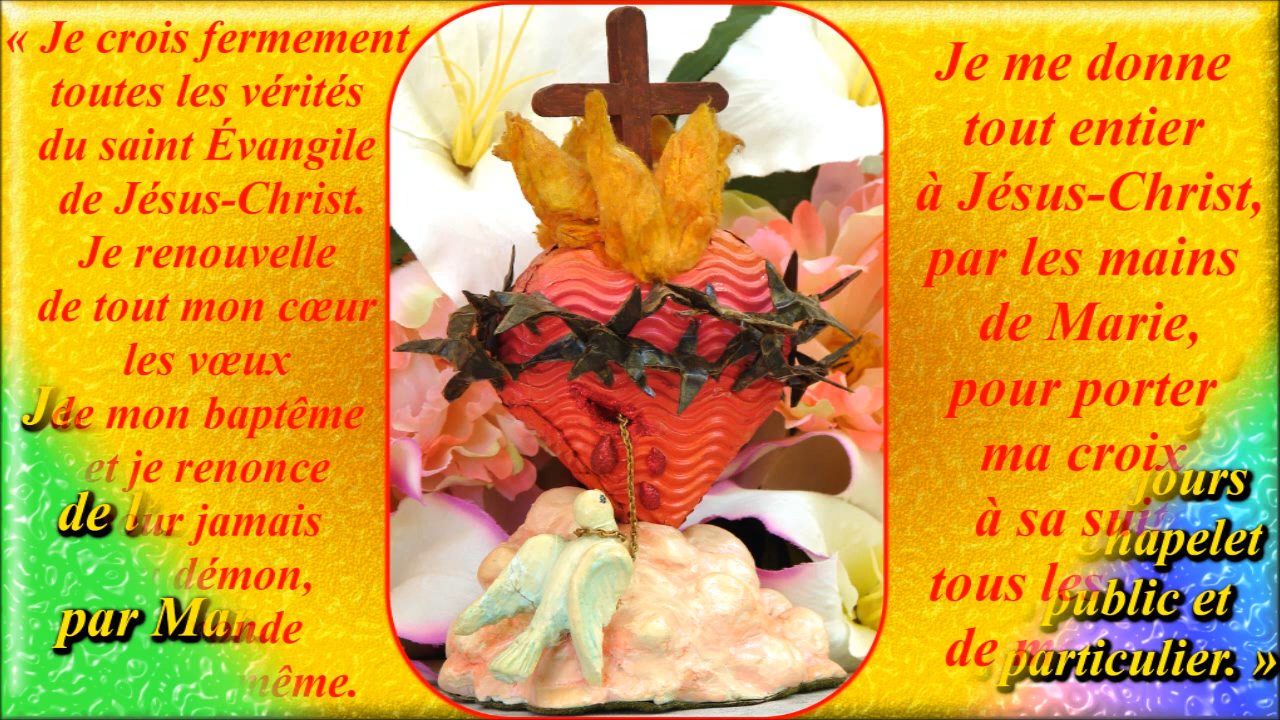 « Je crois fermement
toutes les vérités
du saint Évangile
de Jésus-Christ.
Je renouvelle
de tout mon cœur
les vœux
de mon baptême
et je renonce
jamais
de
démon,
par
même.
Je me donne
tout entier
à Jésus-Christ,
par les mains
de Marie,
pour porter
ma croix
jours
à sa
chapelet
tous les
public et
de
particulier. »